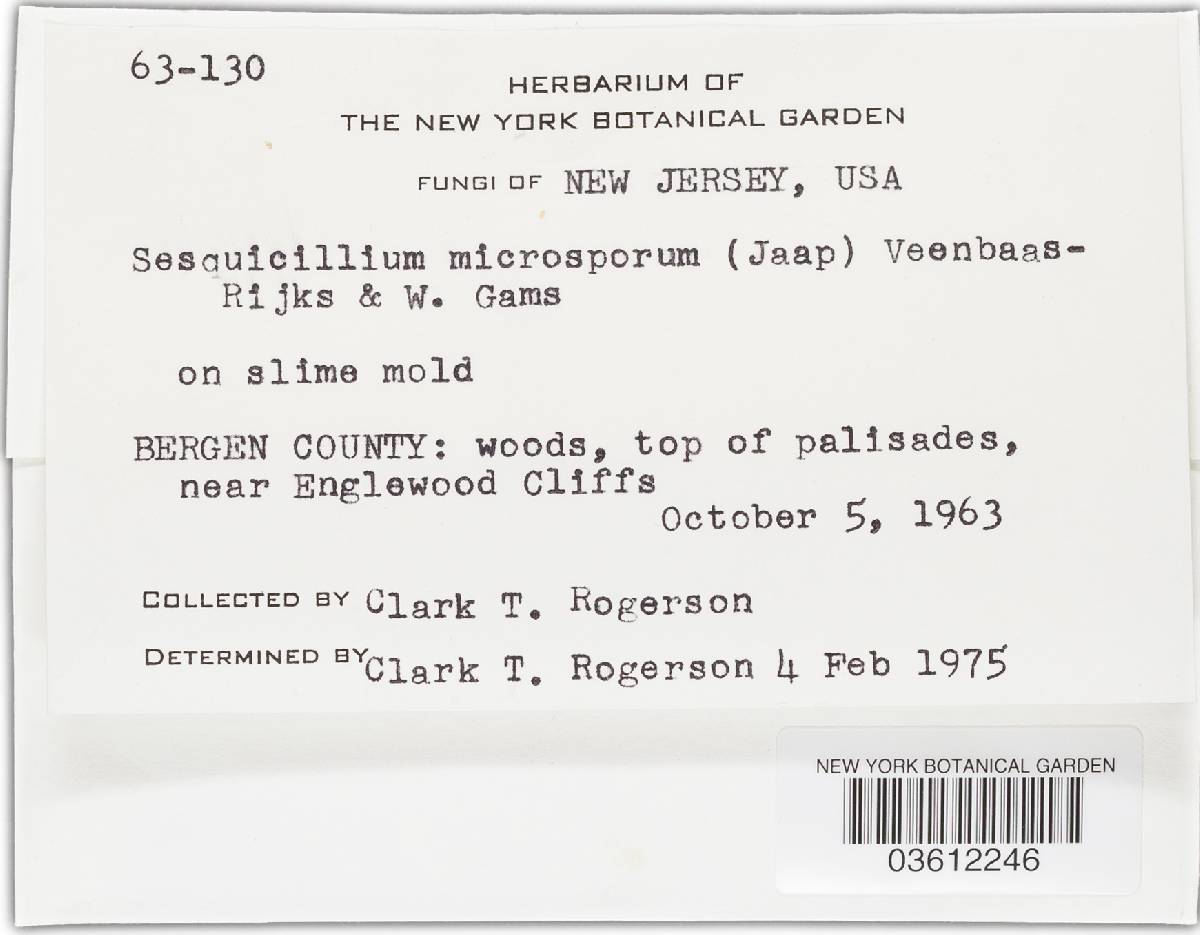 63-130
HERBARIUM OF
THE NEW YORK BOTANICAL GARDEN
FUNGI OF NEW JERSEY, USA
Sesquicillium microsporum (Jaap) Veenbaas-
Rijks & W. Gams
on slime mold
BERGEN COUNTY: woods, top of palisades,
near Englewood Cliffs
October 5, 1963
COLLECTED BY Clark T. Rogerson
DETERMINED BY Clark T. Rogerson 4 Feb 1975
NEW YORK BOTANICAL GARDEN
03612246